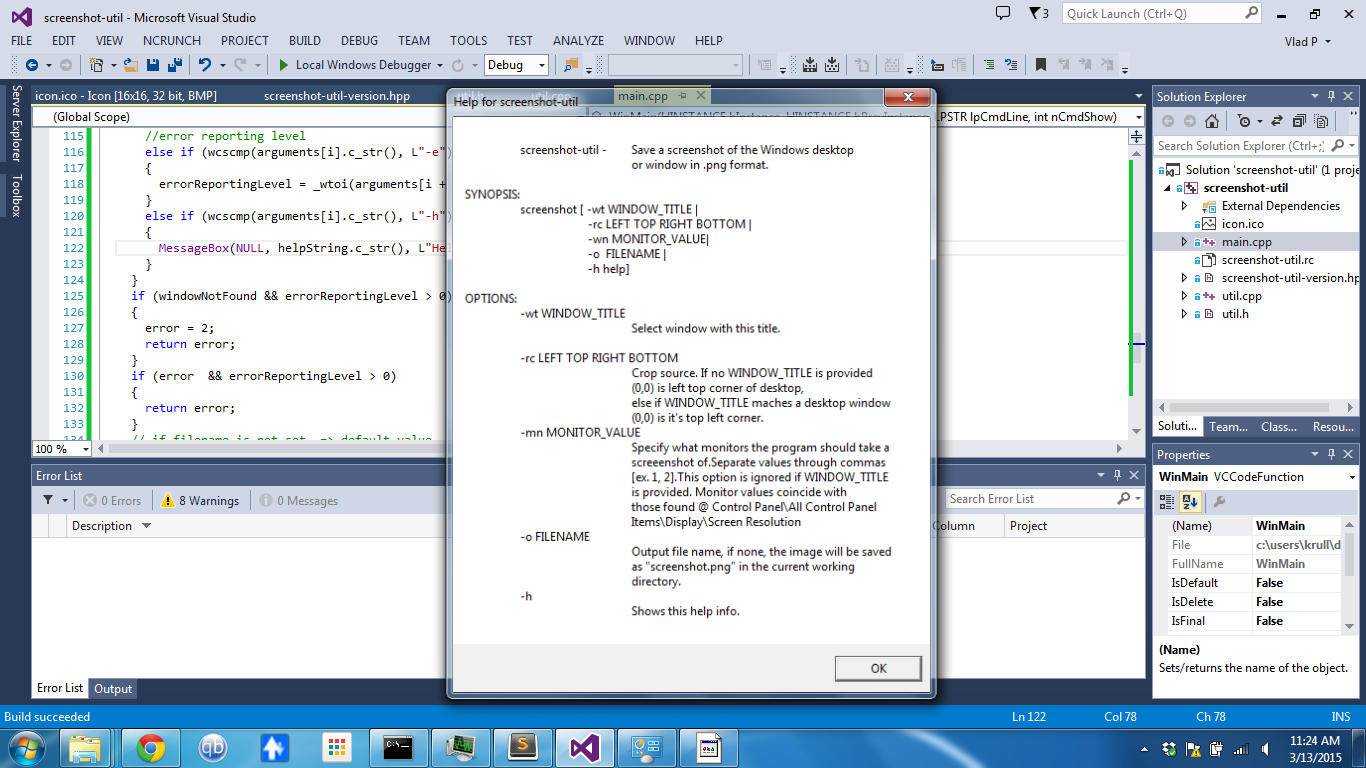 screenshot-util - Microsoft Visual Studio
3
Quick Launch (Ctrl+Q)
FILE EDIT VIEW NCRUNCH PROJECT BUILD DEBUG TEAM TOOLS TEST ANALYZE WINDOW HELP
Vlad P
Local Windows Debugger
Debug
Server Explorer
Toolbox
icon.ico - Icon [16x16, 32 bit, BMP]
screenshot-util-version.hpp
main.cpp
(Global Scope)
LPSTR lpCmdLine, int nCmdShow)
115 //error reporting level
116 else if (wcscmp(arguments[i].c_str(), L"-e")
117 {
118 errorReportingLevel = _wtoi(arguments[i +
119 }
120 else if (wcscmp(arguments[i].c_str(), L"-h")
121 {
122 MessageBox(NULL, helpString.c_str(), L"He
123 }
124 }
125 if (windowNotFound && errorReportingLevel > 0)
126 {
127 error = 2;
128 return error;
129 }
130 if (error && errorReportingLevel > 0)
131 {
132 return error;
133 }
134 // if filename is not set => default value
100 %
Help for screenshot-util
screenshot-util - Save a screenshot of the Windows desktop
or window in .png format.
SYNOPSIS:
screenshot [ -wt WINDOW_TITLE |
-rc LEFT TOP RIGHT BOTTOM |
-wn MONITOR_VALUE|
-o FILENAME |
-h help]
OPTIONS:
-wt WINDOW_TITLE
Select window with this title.
-rc LEFT TOP RIGHT BOTTOM
Crop source. If no WINDOW_TITLE is provided
(0,0) is left top corner of desktop,
else if WINDOW_TITLE maches a desktop window
(0,0) is it's top left corner.
-mn MONITOR_VALUE
Specify what monitors the program should take a
screeenshot of.Separate values through commas
[ex. 1, 2].This option is ignored if WINDOW_TITLE
is provided. Monitor values coincide with
those found @ Control Panel\All Control Panel
Items\Display\Screen Resolution
-o FILENAME
Output file name, if none, the image will be saved
as "screenshot.png" in the current working
directory.
-h
Shows this help info.
OK
Solution Explorer
Search Solution Explorer (Ctrl+;)
Solution 'screenshot-util' (1 proje
screenshot-util
External Dependencies
icon.ico
main.cpp
screenshot-util.rc
screenshot-util-version.hp
util.cpp
util.h
Soluti... Team... Class... Resou...
Properties
WinMain VCCodeFunction
(Name) WinMain
File c:\users\krull\d
FullName WinMain
IsDefault False
IsDelete False
IsFinal False
(Name)
Sets/returns the name of the object.
Error List
0 Errors 8 Warnings 0 Messages
Search Error List
Description
Column
Project
Error List Output
Build succeeded
Ln 122 Col 78 Ch 78 INS
qb
C:\
S
11:24 AM
3/13/2015